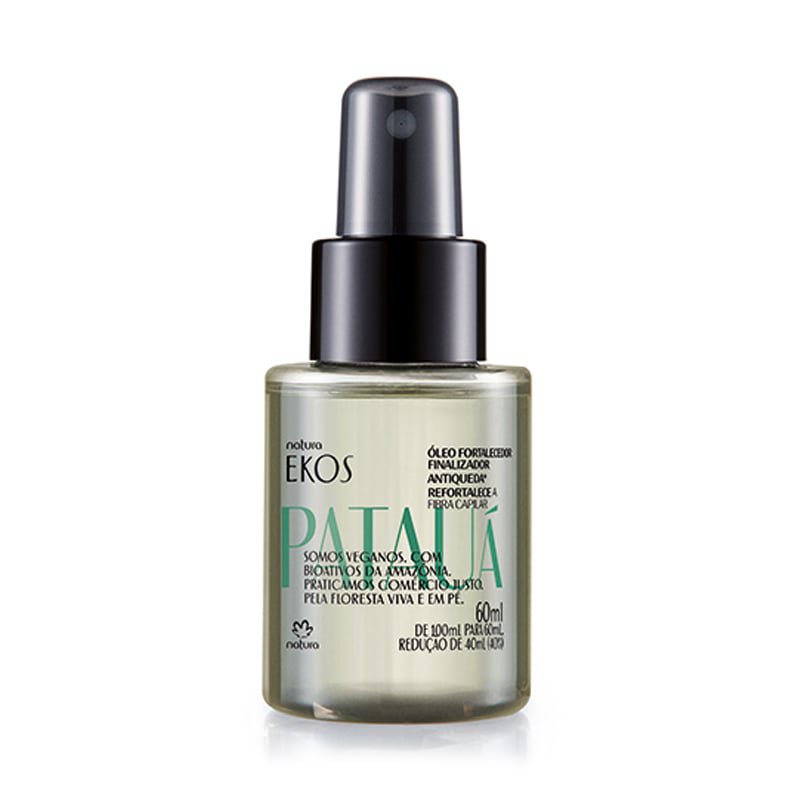 natura
EKOS
ÓLEO FORTALECEDOR
FINALIZADOR
ANTIQUEDA*
REFORTALECE A
FIBRA CAPILAR
PATAUÁ
SOMOS VEGANOS. COM
BIOATIVOS DA AMAZÔNIA.
PRATICAMOS COMÉRCIO JUSTO.
PELA FLORESTA VIVA E EM PÉ.
60ml
DE 100mL PARA 60mL.
REDUÇÃO DE 40mL (40%)
natura